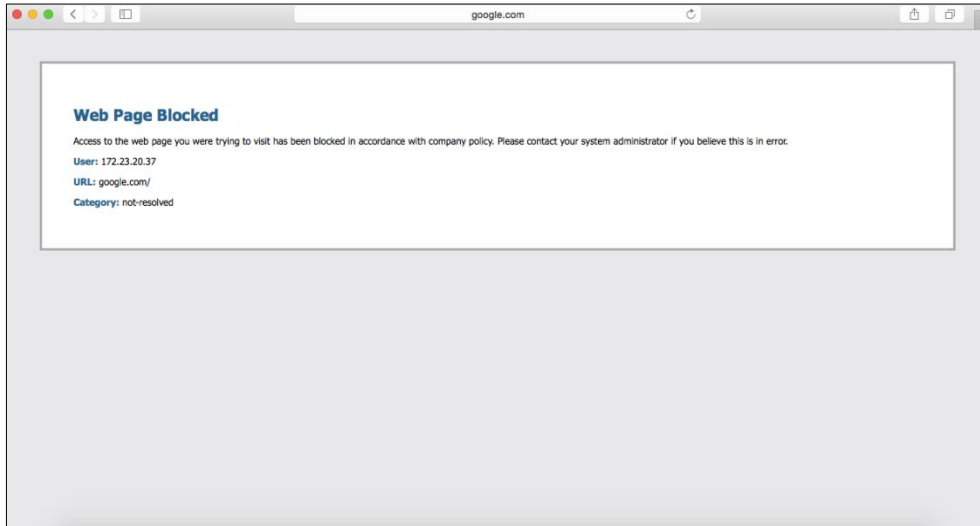 google.com
Web Page Blocked
Access to the web page you were trying to visit has been blocked in accordance with company policy. Please contact your system administrator if you believe this is in error.
User: 172.23.20.37
URL: google.com/
Category: not-resolved